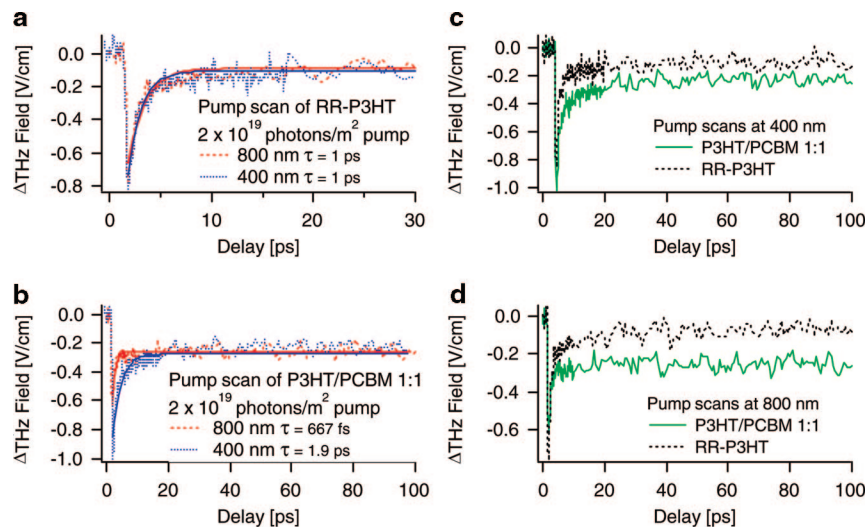 a
ΔTHz Field [V/cm]
0.0
-0.2
-0.4
-0.6
-0.8
Pump scan of RR-P3HT
2 x 10¹⁹ photons/m² pump
800 nm τ = 1 ps
400 nm τ = 1 ps
0 10 20 30
Delay [ps]
b
ΔTHz Field [V/cm]
0.0
-0.2
-0.4
-0.6
-0.8
-1.0
Pump scan of P3HT/PCBM 1:1
2 x 10¹⁹ photons/m² pump
800 nm τ = 667 fs
400 nm τ = 1.9 ps
0 20 40 60 80 100
Delay [ps]
c
ΔTHz Field [V/cm]
0.0
-0.2
-0.4
-0.6
-0.8
-1.0
Pump scans at 400 nm
P3HT/PCBM 1:1
RR-P3HT
0 20 40 60 80 100
Delay [ps]
d
ΔTHz Field [V/cm]
0.0
-0.2
-0.4
-0.6
Pump scans at 800 nm
P3HT/PCBM 1:1
RR-P3HT
0 20 40 60 80 100
Delay [ps]